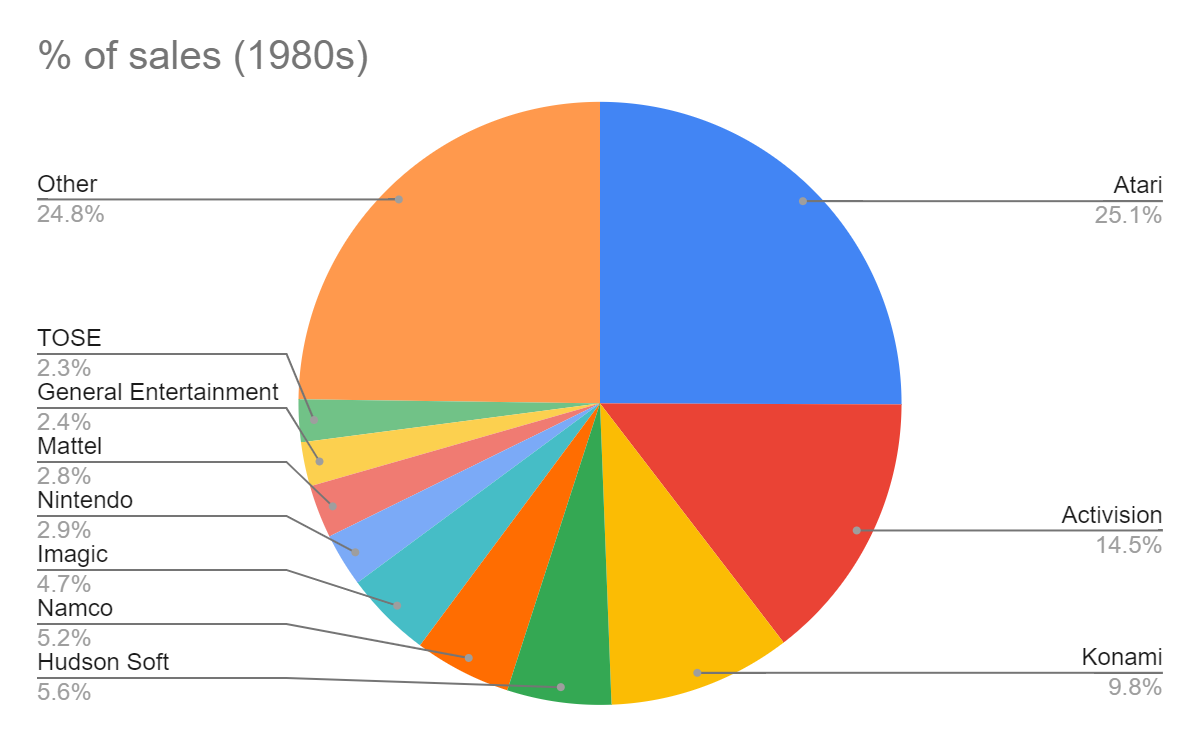 % of sales (1980s)
Other
24.8%
TOSE
2.3%
General Entertainment
2.4%
Mattel
2.8%
Nintendo
2.9%
Imagic
4.7%
Namco
5.2%
Hudson Soft
5.6%
Atari
25.1%
Activision
14.5%
Konami
9.8%